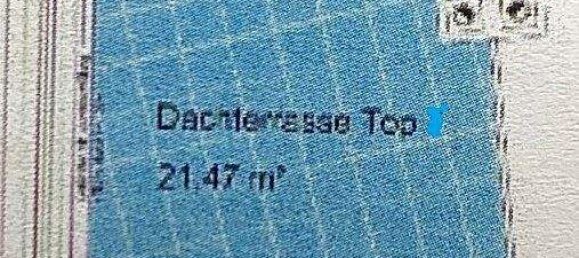 Dachterrasse Top
21.47 m²